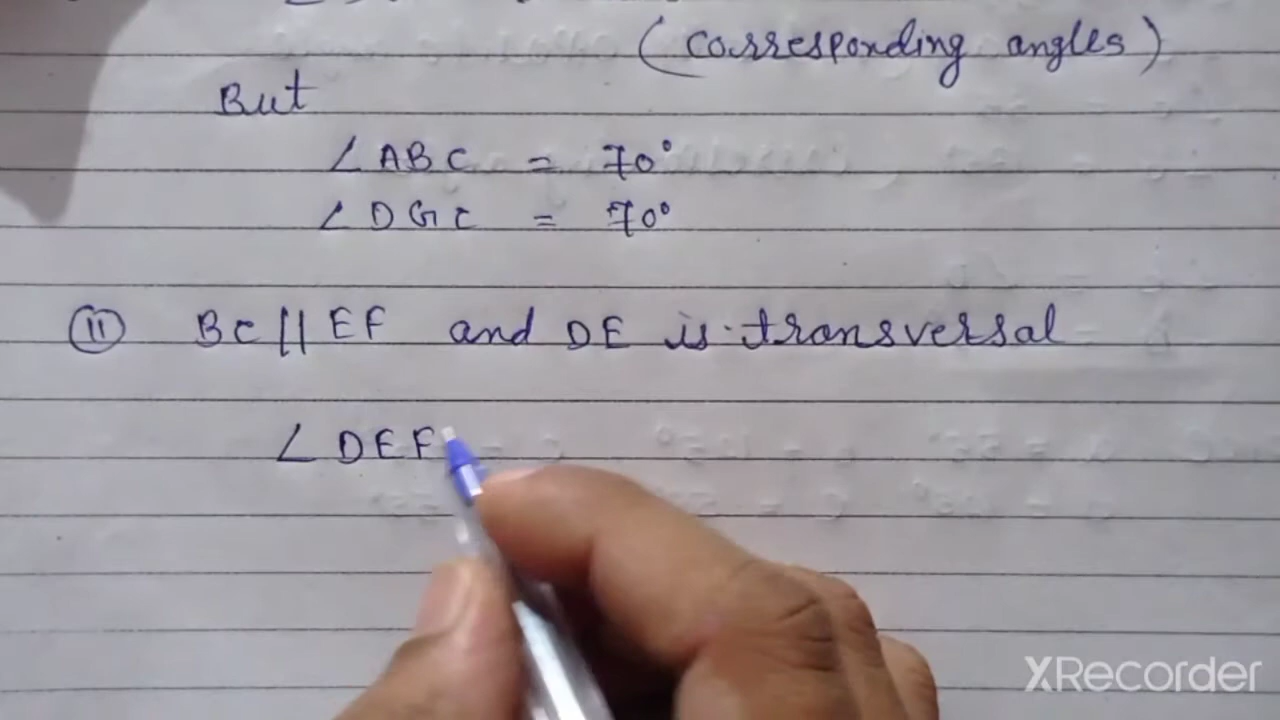 (corresponding angles)
But
∠ABC = 70°
∠DGC = 70°
(ii) BC || EF and DE is transversal
∠DEF
XRecorder